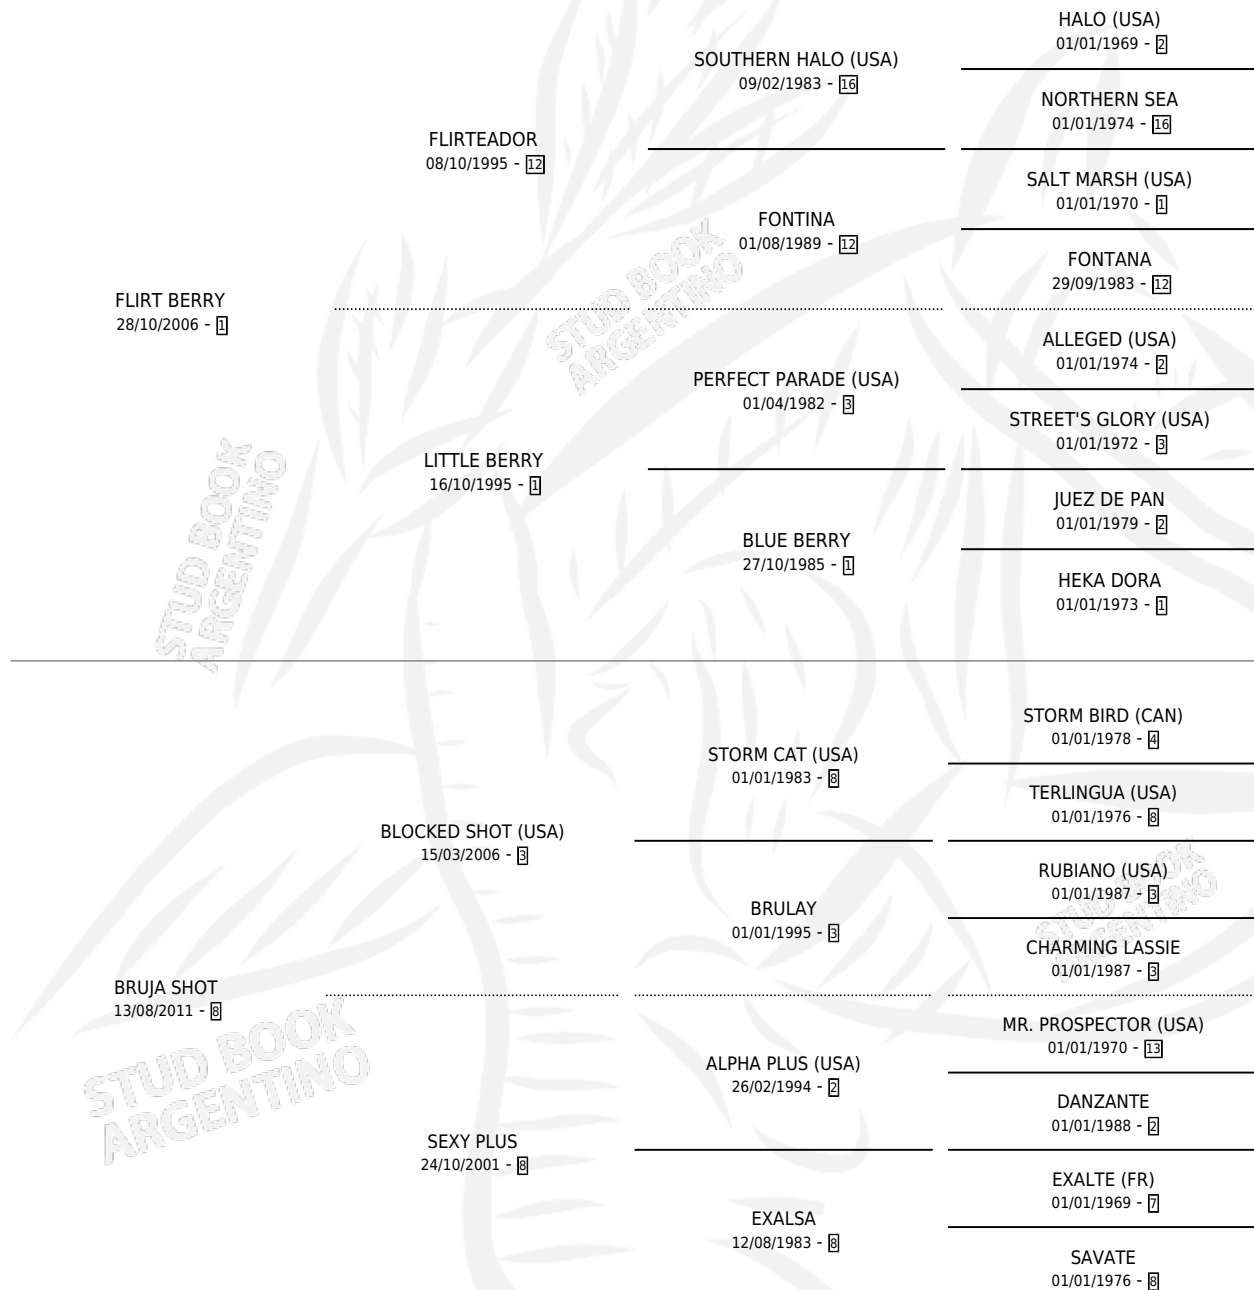 HALO (USA)
01/01/1969 - 2
SOUTHERN HALO (USA)
09/02/1983 - 16
NORTHERN SEA
01/01/1974 - 16
FLIRTEADOR
08/10/1995 - 12
SALT MARSH (USA)
01/01/1970 - 1
FONTINA
01/08/1989 - 12
FONTANA
29/09/1983 - 12
FLIRT BERRY
28/10/2006 - 1
ALLEGED (USA)
01/01/1974 - 2
PERFECT PARADE (USA)
01/04/1982 - 3
STREET'S GLORY (USA)
01/01/1972 - 3
LITTLE BERRY
16/10/1995 - 1
JUEZ DE PAN
01/01/1979 - 2
BLUE BERRY
27/10/1985 - 1
HEKA DORA
01/01/1973 - 1
STORM BIRD (CAN)
01/01/1978 - 4
STORM CAT (USA)
01/01/1983 - 8
TERLINGUA (USA)
01/01/1976 - 8
BLOCKED SHOT (USA)
15/03/2006 - 3
RUBIANO (USA)
01/01/1987 - 3
BRULAY
01/01/1995 - 3
CHARMING LASSIE
01/01/1987 - 3
BRUJA SHOT
13/08/2011 - 8
MR. PROSPECTOR (USA)
01/01/1970 - 13
ALPHA PLUS (USA)
26/02/1994 - 2
DANZANTE
01/01/1988 - 2
SEXY PLUS
24/10/2001 - 8
EXALTE (FR)
01/01/1969 - 7
EXALSA
12/08/1983 - 8
SAVATE
01/01/1976 - 8
STUD BOOK
ARGENTINO
STUD BOOK
ARGENTINO
STUD BOOK
ARGENTINO
STUD BOOK
ARGENTINO